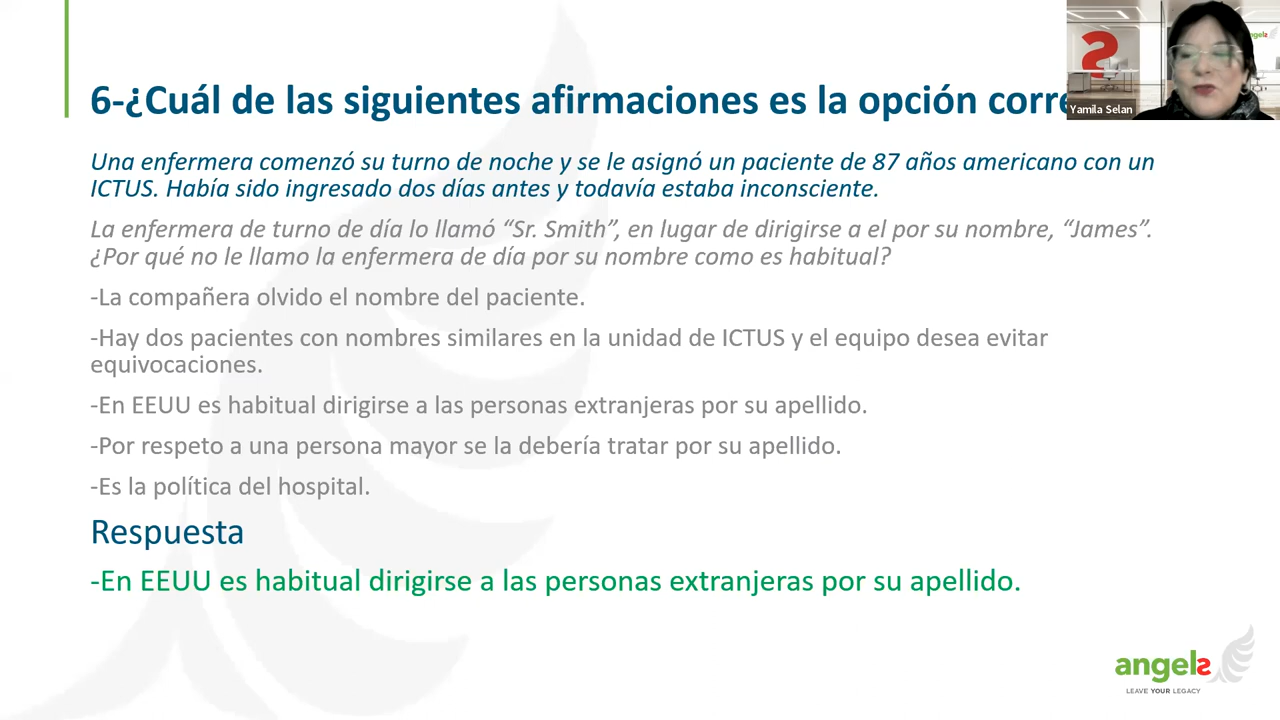 6-¿Cuál de las siguientes afirmaciones es la opción corre
Yamila Selan
Una enfermera comenzó su turno de noche y se le asignó un paciente de 87 años americano con un
ICTUS. Había sido ingresado dos días antes y todavía estaba inconsciente.
La enfermera de turno de día lo llamó “Sr. Smith”, en lugar de dirigirse a el por su nombre, “James”.
¿Por qué no le llamo la enfermera de día por su nombre como es habitual?
-La compañera olvido el nombre del paciente.
-Hay dos pacientes con nombres similares en la unidad de ICTUS y el equipo desea evitar
equivocaciones.
-En EEUU es habitual dirigirse a las personas extranjeras por su apellido.
-Por respeto a una persona mayor se la debería tratar por su apellido.
-Es la política del hospital.
Respuesta
-En EEUU es habitual dirigirse a las personas extranjeras por su apellido.
angels
LEAVE YOUR LEGACY